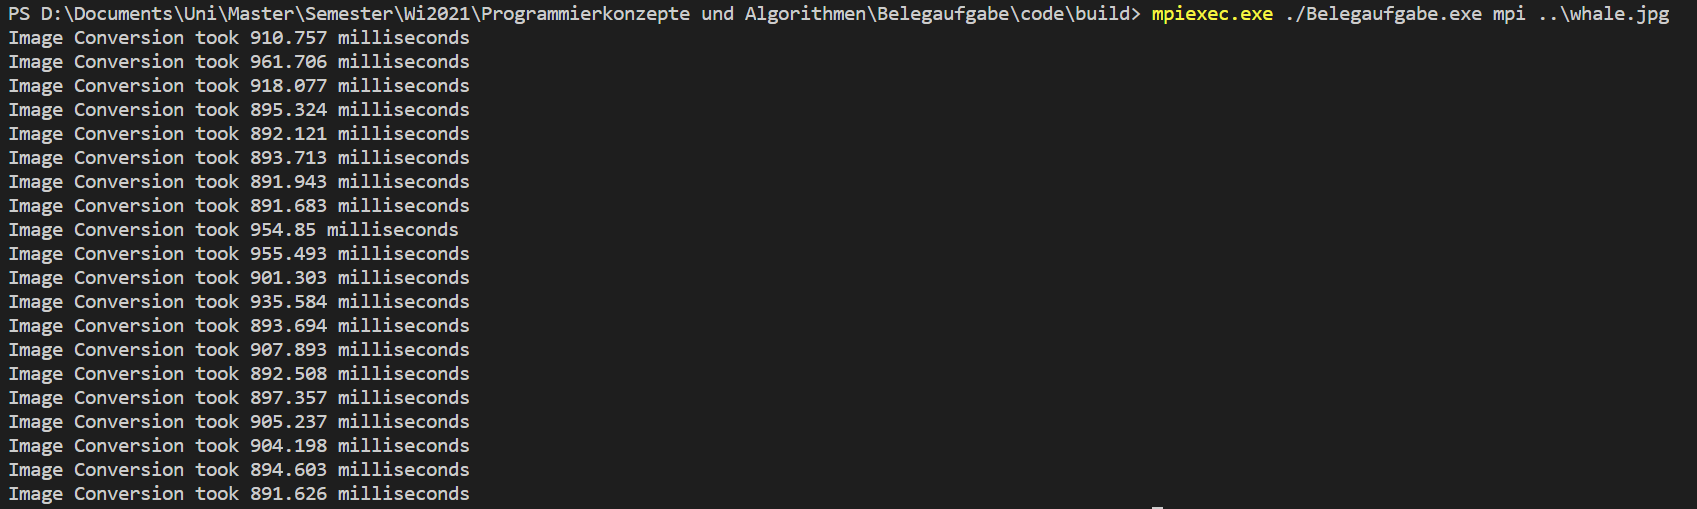 PS D:\Documents\Uni\Master\Semester\Wi2021\Programmierkonzepte und Algorithmen\Belegaufgabe\code\build> mpiexec.exe ./Belegaufgabe.exe mpi ..\whale.jpg
Image Conversion took 910.757 milliseconds
Image Conversion took 961.706 milliseconds
Image Conversion took 918.077 milliseconds
Image Conversion took 895.324 milliseconds
Image Conversion took 892.121 milliseconds
Image Conversion took 893.713 milliseconds
Image Conversion took 891.943 milliseconds
Image Conversion took 891.683 milliseconds
Image Conversion took 954.85 milliseconds
Image Conversion took 955.493 milliseconds
Image Conversion took 901.303 milliseconds
Image Conversion took 935.584 milliseconds
Image Conversion took 893.694 milliseconds
Image Conversion took 907.893 milliseconds
Image Conversion took 892.508 milliseconds
Image Conversion took 897.357 milliseconds
Image Conversion took 905.237 milliseconds
Image Conversion took 904.198 milliseconds
Image Conversion took 894.603 milliseconds
Image Conversion took 891.626 milliseconds